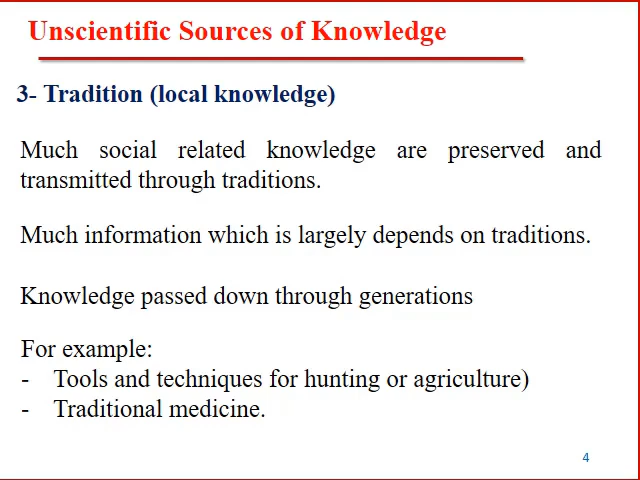 Unscientific Sources of Knowledge
3- Tradition (local knowledge)
Much social related knowledge are preserved and
transmitted through traditions.
Much information which is largely depends on traditions.
Knowledge passed down through generations
For example:
- Tools and techniques for hunting or agriculture)
- Traditional medicine.
4